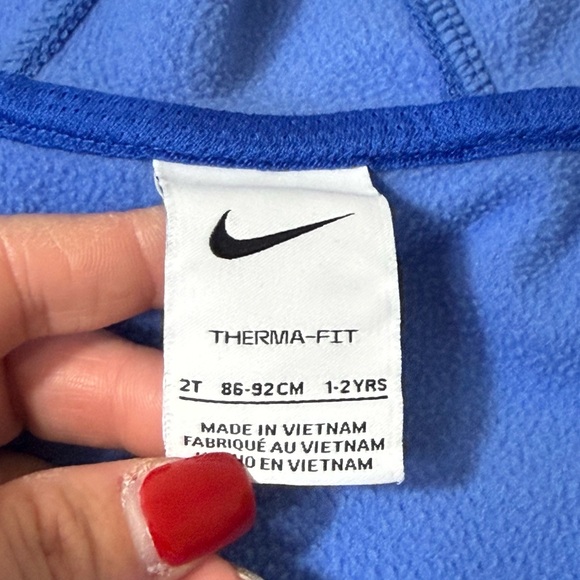 THERMA-FIT
2T 86-92CM 1-2YRS
MADE IN VIETNAM
FABRIQUÉ AU VIETNAM
EN VIETNAM